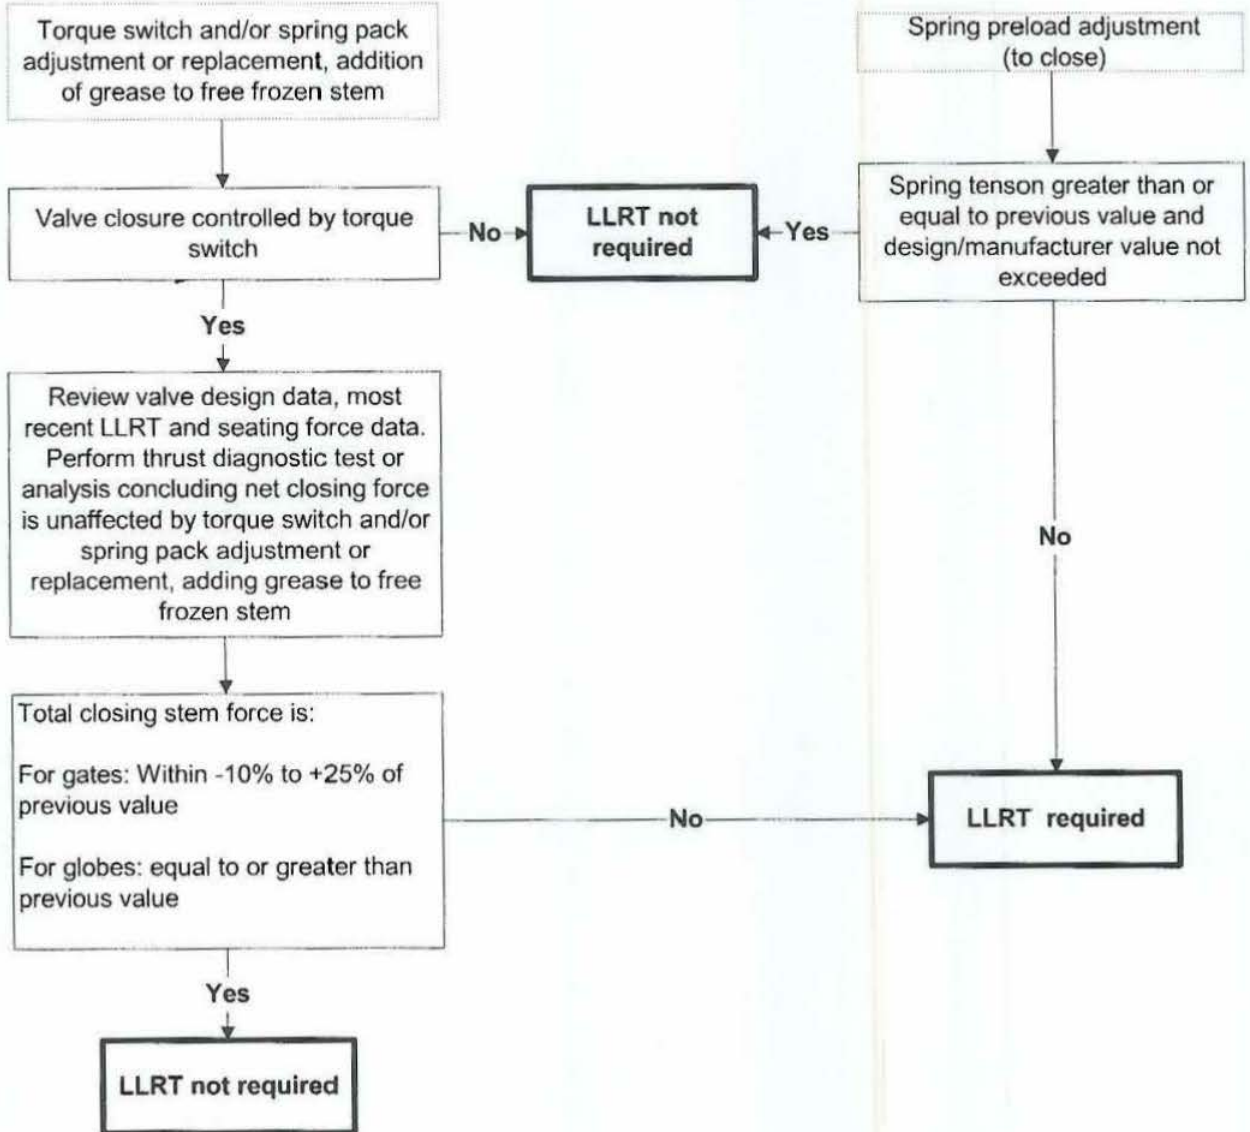 Torque switch and/or spring pack
adjustment or replacement, addition
of grease to free frozen stem
Spring preload adjustment
(to close)
Valve closure controlled by torque
switch
No
LLRT not
required
Yes
Spring tenson greater than or
equal to previous value and
design/manufacturer value not
exceeded
Yes
Review valve design data, most
recent LLRT and seating force data.
Perform thrust diagnostic test or
analysis concluding net closing force
is unaffected by torque switch and/or
spring pack adjustment or
replacement, adding grease to free
frozen stem
No
Total closing stem force is:
For gates: Within -10% to +25% of
previous value
For globes: equal to or greater than
previous value
No
LLRT required
Yes
LLRT not required